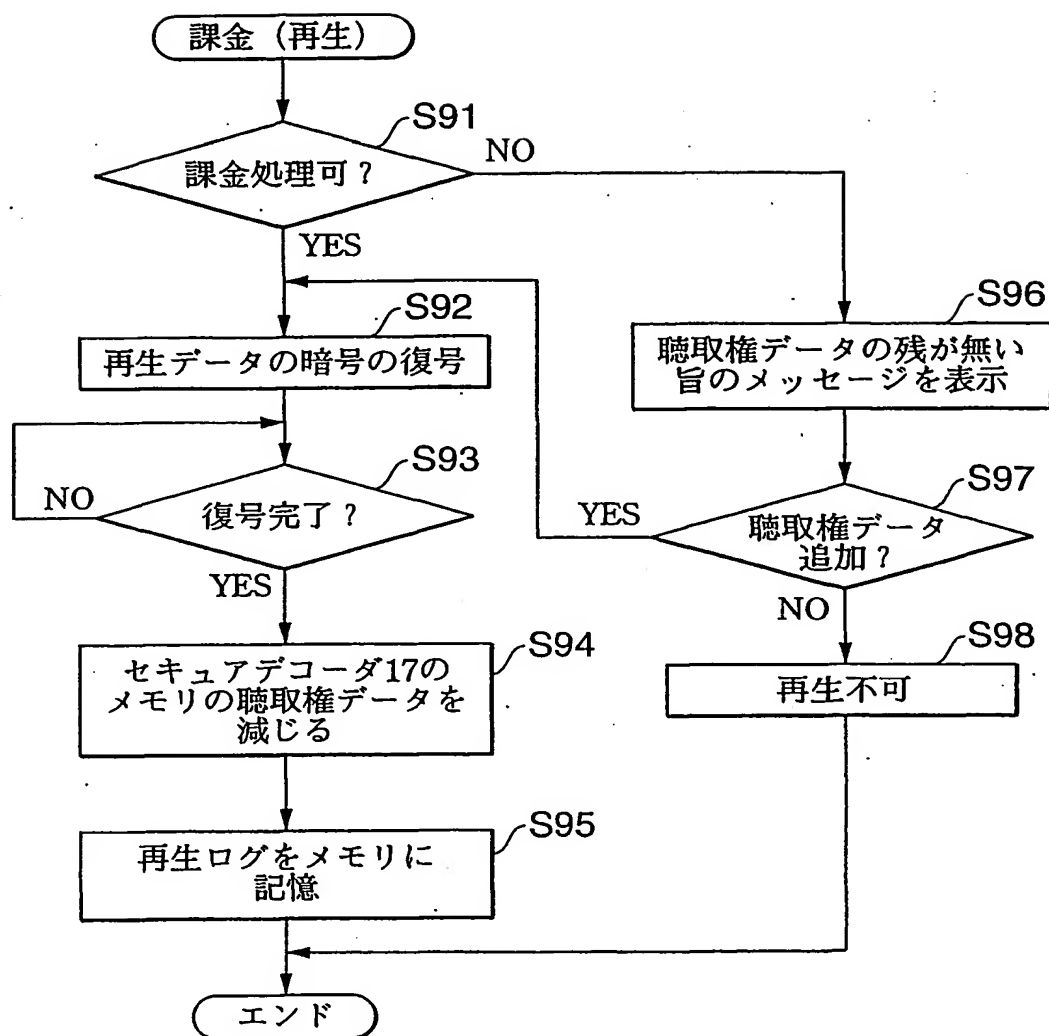 課金（再生）
S91
課金処理可？
NO
YES
S92
再生データの暗号の復号
S93
復号完了？
NO
YES
S94
セキュアデコーダ17の
メモリの聴取権データを
減じる
S95
再生ログをメモリに
記憶
S96
聴取権データの残が無い
旨のメッセージを表示
S97
聴取権データ
追加？
YES
NO
S98
再生不可
エンド